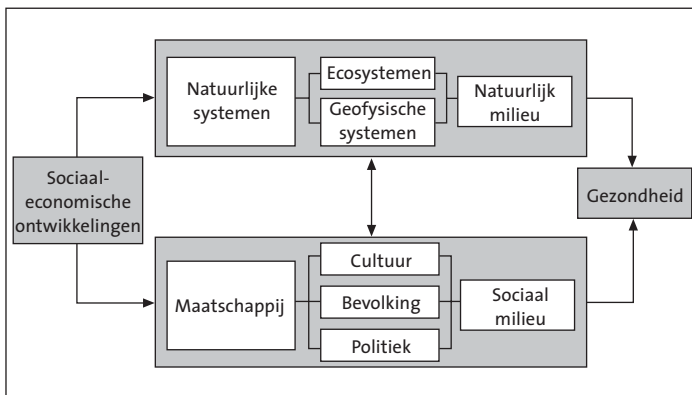 Sociaal-
economische
ontwikkelingen
Natuurlijke
systemen
Ecosystemen
Geofysische
systemen
Natuurlijk
milieu
Maatschappij
Cultuur
Bevolking
Politiek
Sociaal
milieu
Gezondheid